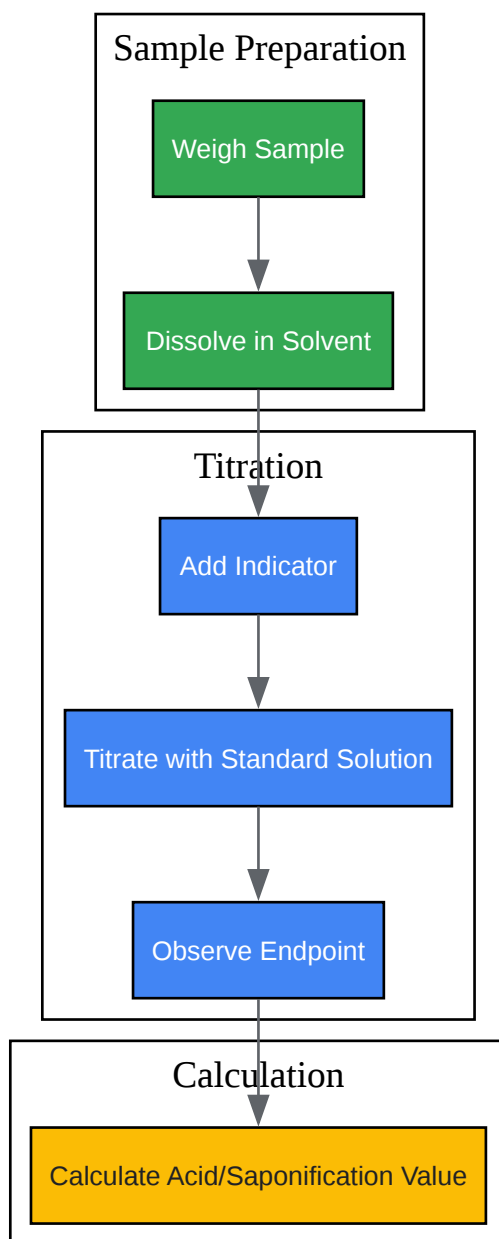 Sample Preparation
Weigh Sample
Dissolve in Solvent
Titration
Add Indicator
Titrate with Standard Solution
Observe Endpoint
Calculation
Calculate Acid/Saponification Value